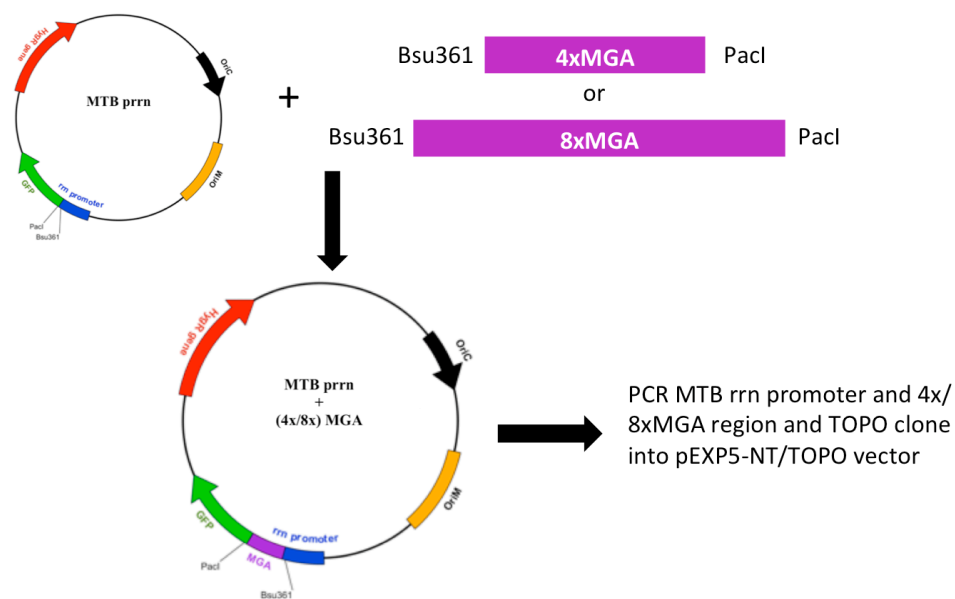 HygR gene
OriC
MTB prrn
OriM
rrn promoter
GFP
PacI
Bsu361
+
Bsu361
4xMGA
PacI
or
Bsu361
8xMGA
PacI
HygR gene
OriC
MTB prrn
+
(4x/8x) MGA
OriM
rrn promoter
GFP
MGA
PacI
Bsu361
PCR MTB rrn promoter and 4x/
8xMGA region and TOPO clone
into pEXP5-NT/TOPO vector